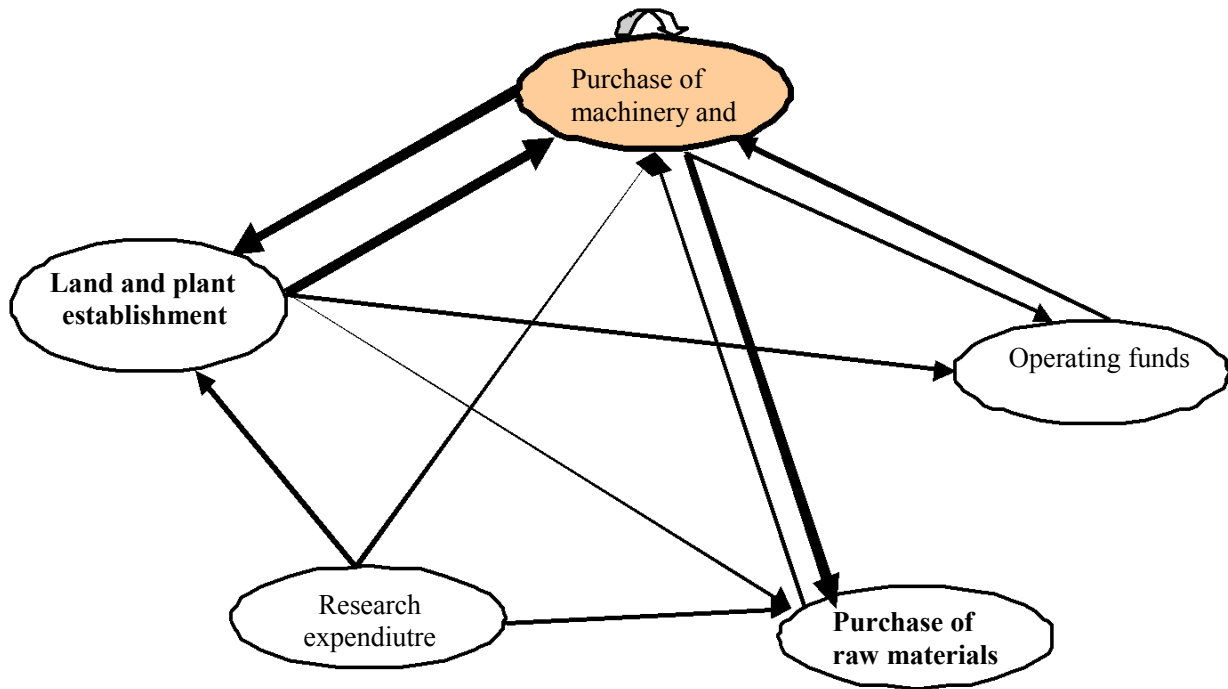 Purchase of
machinery and
Land and plant
establishment
Operating funds
Research
expendiutre
Purchase of
raw materials